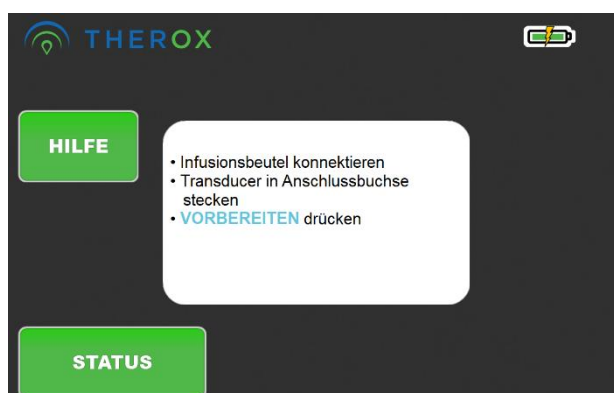 THEROX
HILFE
• Infusionsbeutel konnektieren
• Transducer in Anschlussbuchse
stecken
• VORBEREITEN drücken
STATUS